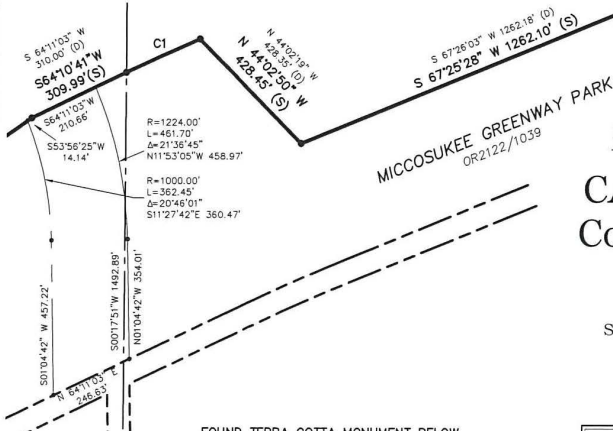 S 64°11'03" W
310.00' (D)
S64°10'41"W
309.99'(S)
C1
N 44°02'19" W
428.35' (D)
N 44°02'50" W
428.45' (S)
S 67°26'03" W 1262.18' (D)
S 67°25'28" W 1262.10' (S)
S64°11'03"W
210.66'
S53°56'25"W
14.14'
R=1224.00'
L=461.70'
Δ=21°36'45"
N11°53'05"W 458.97'
R=1000.00'
L=362.45'
Δ=20°46'01"
S11°27'42"E 360.47'
MICCOSUKEE GREENWAY PARK
OR2122/1039
CA
Co
S
S01°04'42" W 457.22'
S00°17'51"W 1492.89'
N01°04'42"W 354.01'
N 64°11'03" E
246.63'
FOUND TERRA COTTA MONUMENT BELOW